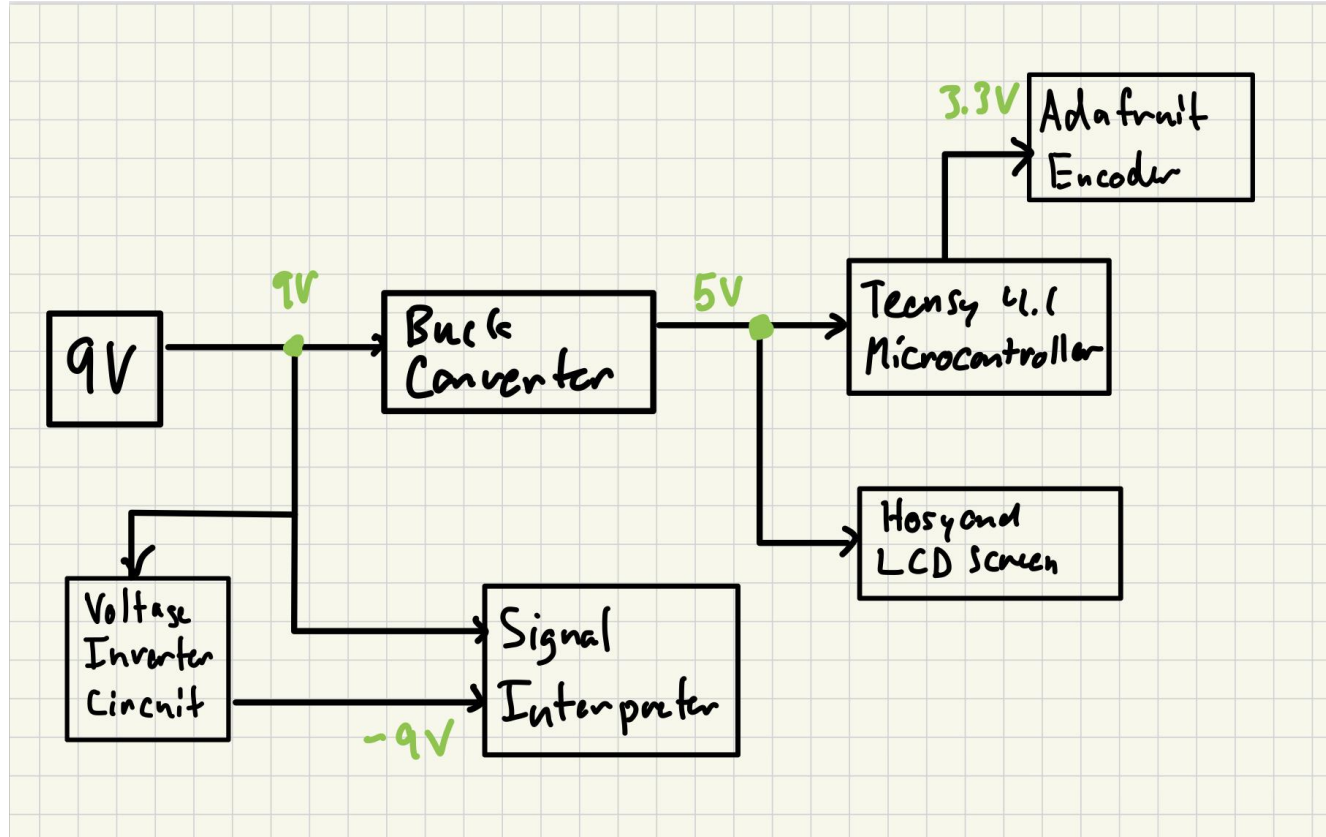 3.3V
Adafruit
Encoder
9V
5V
9V
Buck
Converter
Teensy 4.1
Microcontroller
Hosyond
LCD Screen
Voltage
Inverter
Circuit
Signal
Interpreter
-9V